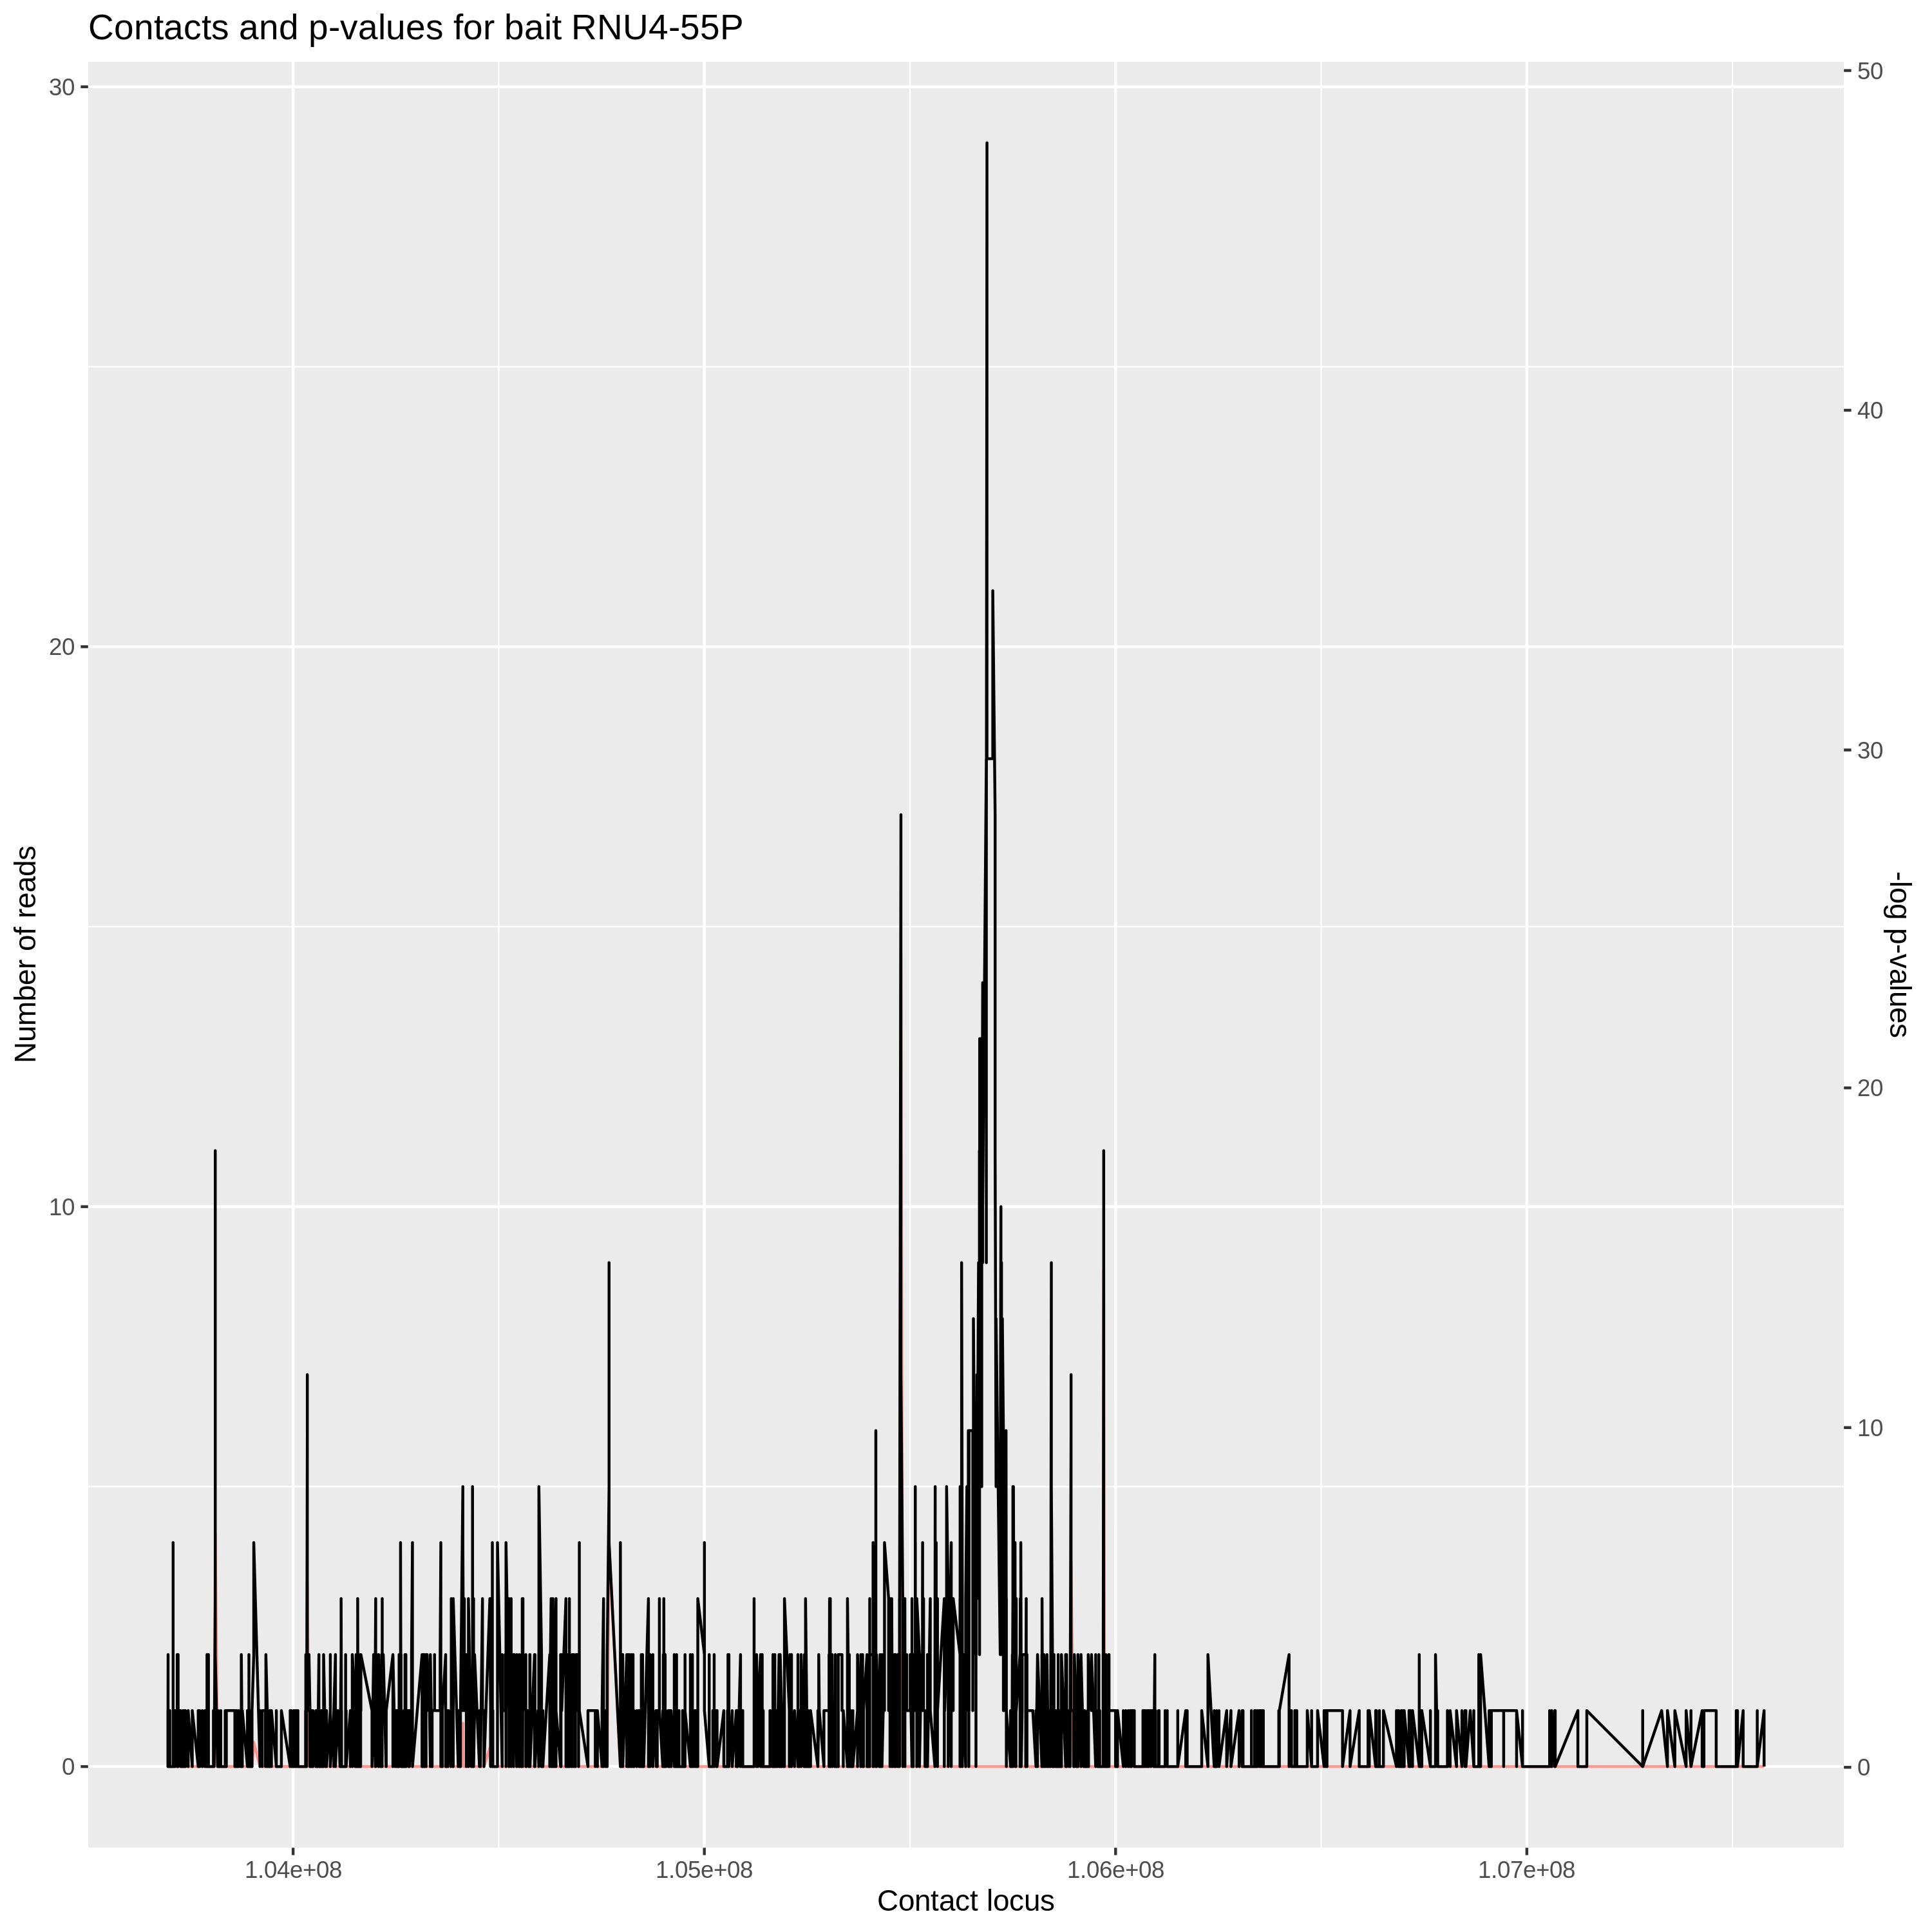 Contacts and p-values for bait RNU4-55P
30
20
10
0
Number of reads
50
40
30
20
10
0
-log p-values
1.04e+08 1.05e+08 1.06e+08 1.07e+08
Contact locus